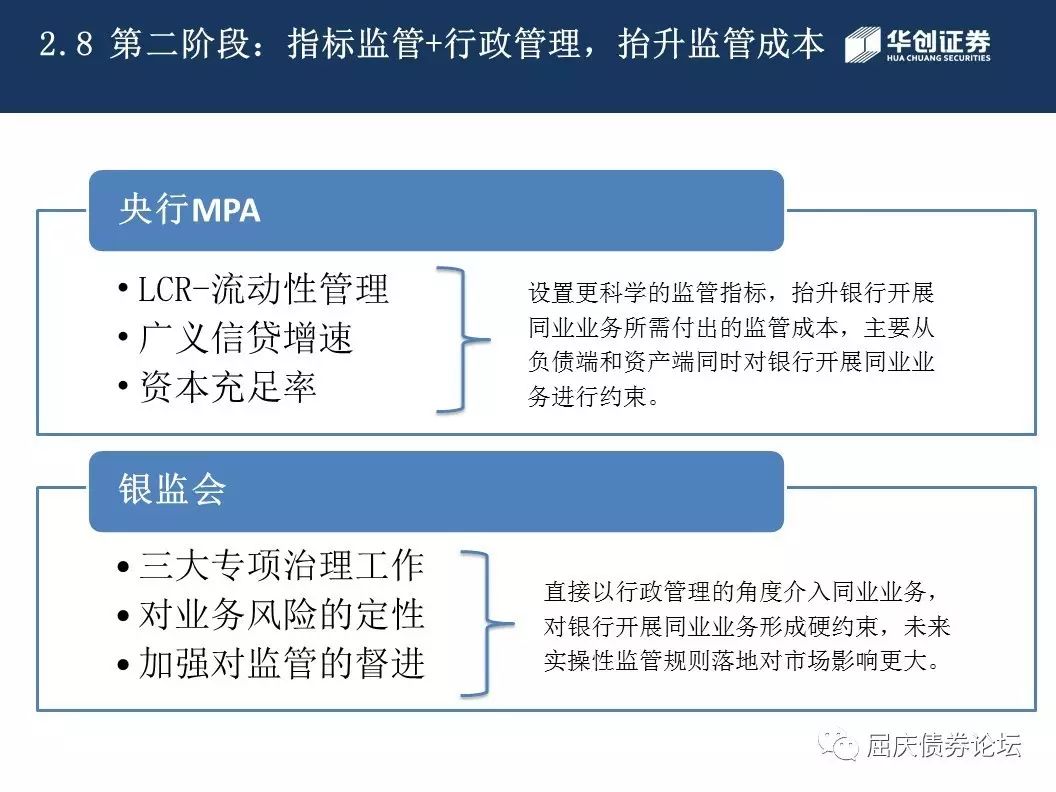 2.8 第二阶段：指标监管+行政管理，抬升监管成本
华创证券
HUA CHUANG SECURITIES
央行MPA
•LCR-流动性管理
•广义信贷增速
•资本充足率
设置更科学的监管指标，抬升银行开展
同业业务所需付出的监管成本，主要从
负债端和资产端同时对银行开展同业业
务进行约束。
银监会
•三大专项治理工作
•对业务风险的定性
•加强对监管的督进
直接以行政管理的角度介入同业业务，
对银行开展同业业务形成硬约束，未来
实操性监管规则落地对市场影响更大。
屈庆债券论坛